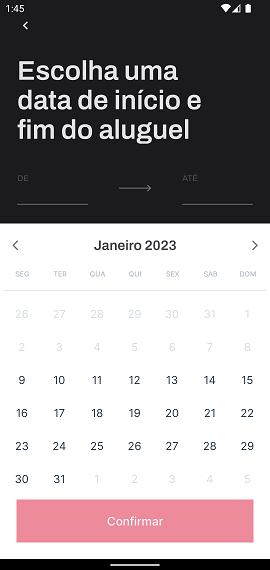 1:45
Escolha uma
data de início e
fim do aluguel
DE
ATÉ
Janeiro 2023
SEG TER QUA QUI SEX SAB DOM
26 27 28 29 30 31 1
2 3 4 5 6 7 8
9 10 11 12 13 14 15
16 17 18 19 20 21 22
23 24 25 26 27 28 29
30 31 1 2 3 4 5
Confirmar